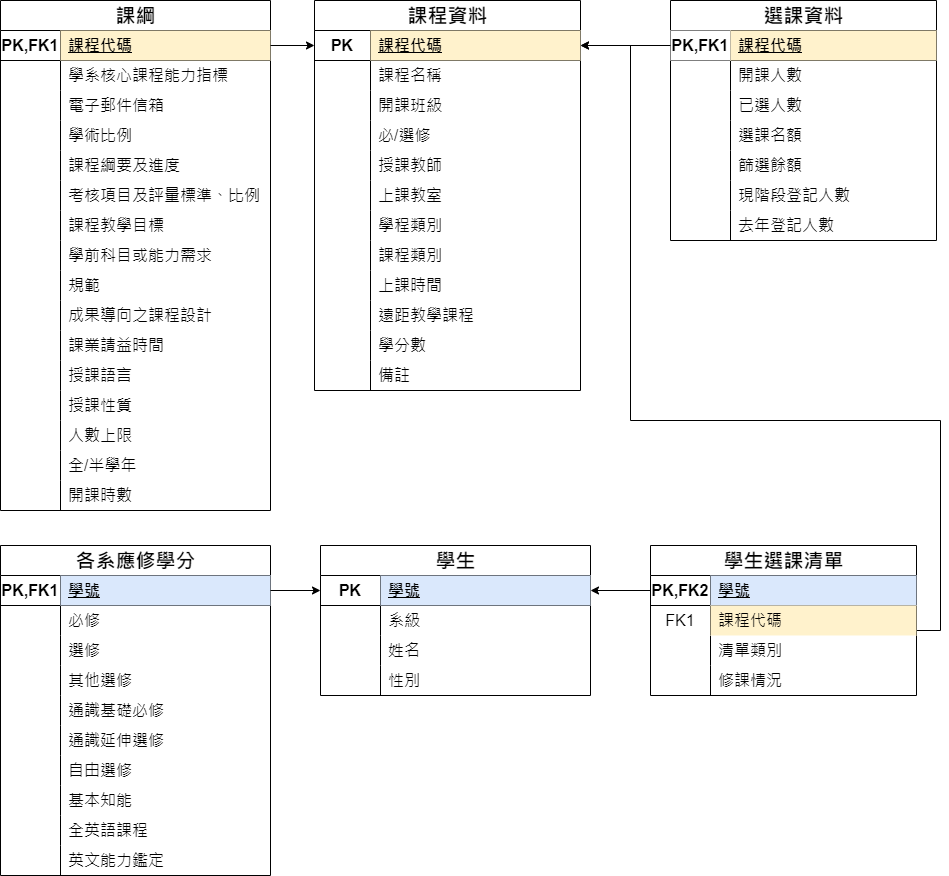 課綱
PK,FK1 課程代碼
學系核心課程能力指標
電子郵件信箱
學術比例
課程綱要及進度
考核項目及評量標準、比例
課程教學目標
學前科目或能力需求
規範
成果導向之課程設計
課業請益時間
授課語言
授課性質
人數上限
全/半學年
開課時數
課程資料
PK 課程代碼
課程名稱
開課班級
必/選修
授課教師
上課教室
學程類別
課程類別
上課時間
遠距教學課程
學分數
備註
選課資料
PK,FK1 課程代碼
開課人數
已選人數
選課名額
篩選餘額
現階段登記人數
去年登記人數
各系應修學分
PK,FK1 學號
必修
選修
其他選修
通識基礎必修
通識延伸選修
自由選修
基本知能
全英語課程
英文能力鑑定
學生
PK 學號
系級
姓名
性別
學生選課清單
PK,FK2 學號
FK1 課程代碼
清單類別
修課情況